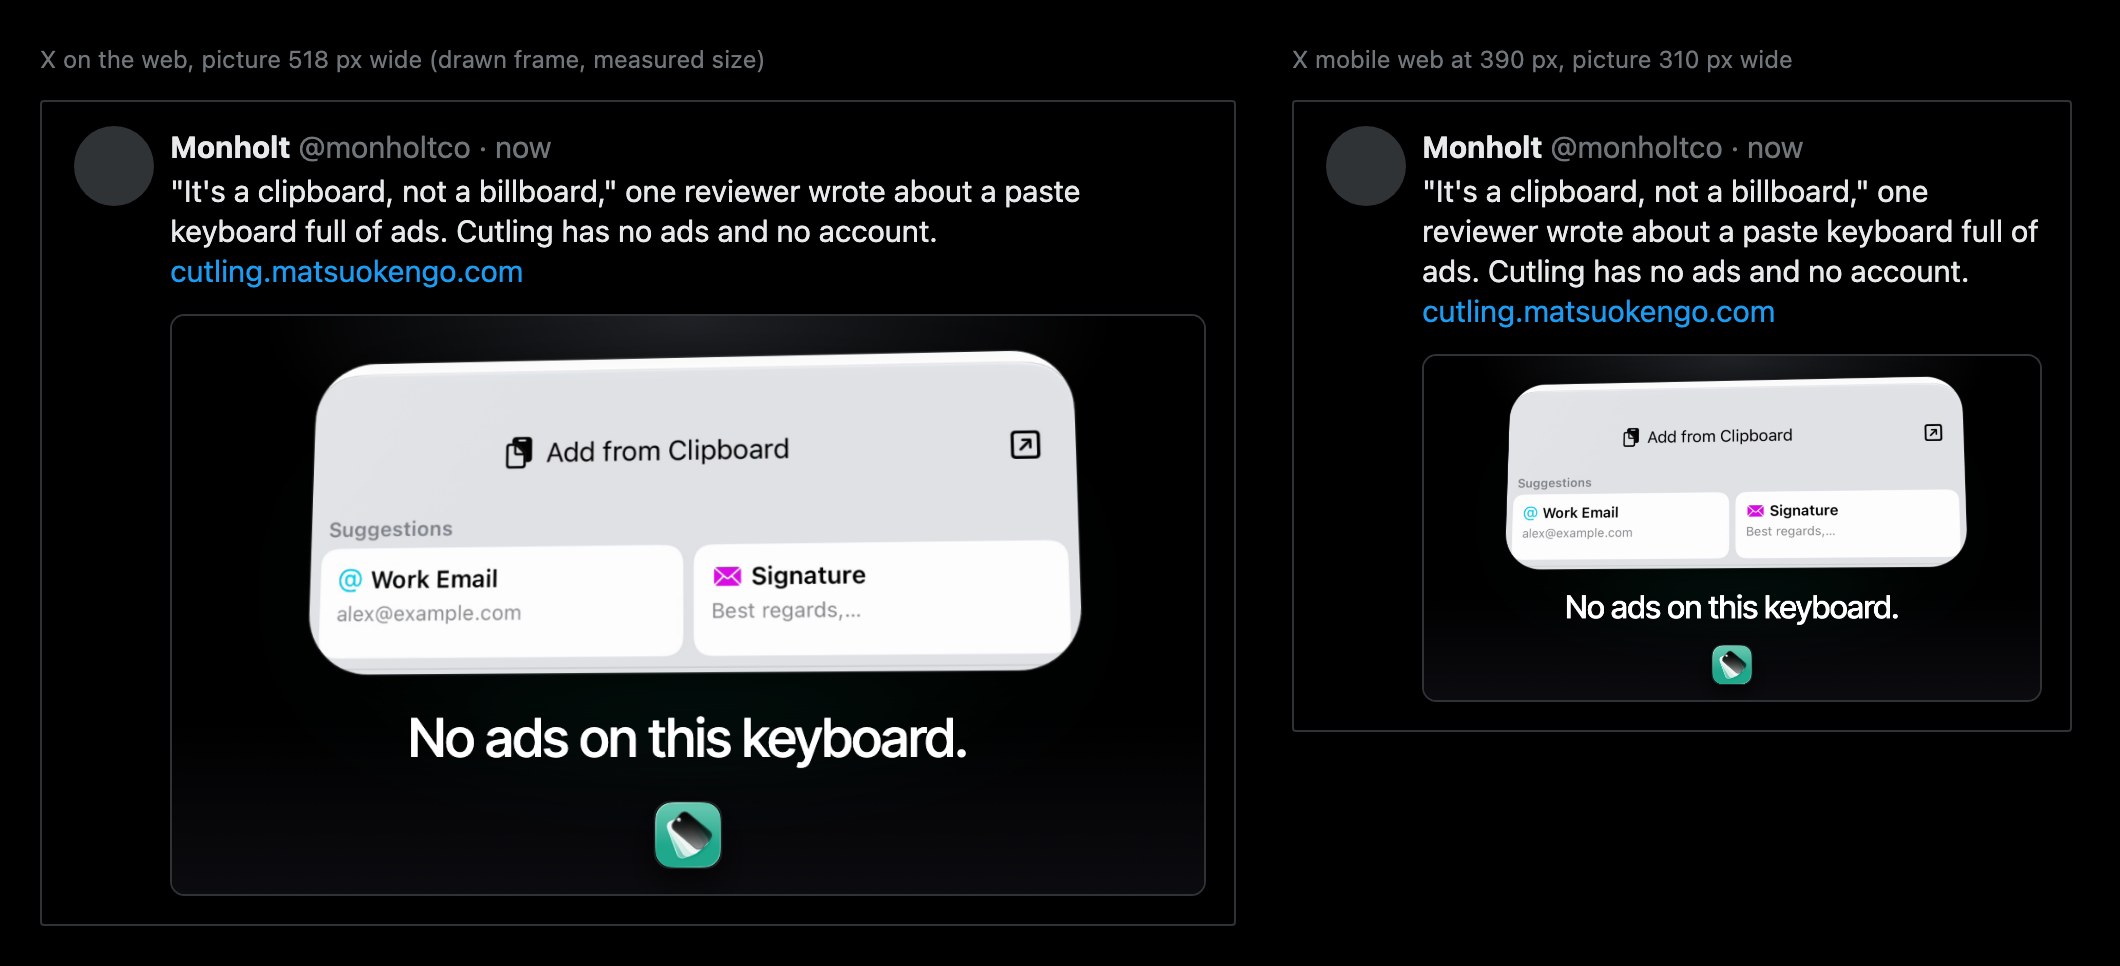 X on the web, picture 518 px wide (drawn frame, measured size)
Monholt @monholtco · now
"It's a clipboard, not a billboard," one reviewer wrote about a paste
keyboard full of ads. Cutling has no ads and no account.
cutling.matsuokengo.com
Add from Clipboard
Suggestions
@ Work Email
alex@example.com
Signature
Best regards,...
No ads on this keyboard.
X mobile web at 390 px, picture 310 px wide
Monholt @monholtco · now
"It's a clipboard, not a billboard," one
reviewer wrote about a paste keyboard full of
ads. Cutling has no ads and no account.
cutling.matsuokengo.com
Add from Clipboard
Suggestions
@ Work Email
alex@example.com
Signature
Best regards,...
No ads on this keyboard.